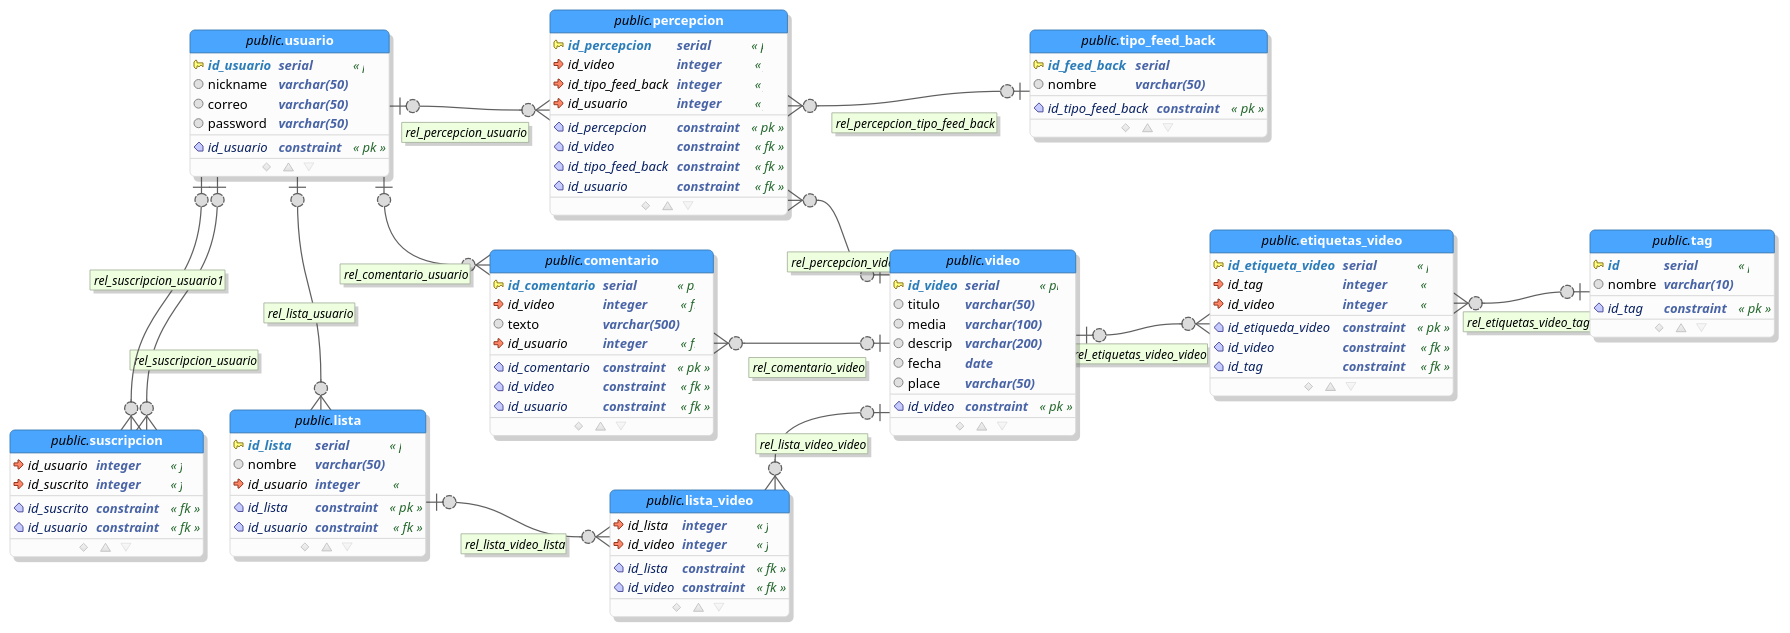 public.usuario
id_usuario serial «
nickname varchar(50)
correo varchar(50)
password varchar(50)
id_usuario constraint « pk »
public.percepcion
id_percepcion serial «
id_video integer «
id_tipo_feed_back integer «
id_usuario integer «
id_percepcion constraint « pk »
id_video constraint « fk »
id_tipo_feed_back constraint « fk »
id_usuario constraint « fk »
public.tipo_feed_back
id_feed_back serial
nombre varchar(50)
id_tipo_feed_back constraint « pk »
rel_percepcion_usuario
rel_percepcion_tipo_feed_back
rel_suscripcion_usuario1
rel_lista_usuario
rel_comentario_usuario
rel_suscripcion_usuario
public.comentario
id_comentario serial « p
id_video integer « f
texto varchar(500)
id_usuario integer « f
id_comentario constraint « pk »
id_video constraint « fk »
id_usuario constraint « fk »
rel_percepcion_vide
rel_comentario_video
public.video
id_video serial « p
titulo varchar(50)
media varchar(100)
descrip varchar(200)
fecha date
place varchar(50)
id_video constraint « pk »
rel_etiquetas_video_video
public.etiquetas_video
id_etiqueta_video serial «
id_tag integer «
id_video integer «
id_etiqueda_video constraint « pk »
id_video constraint « fk »
id_tag constraint « fk »
rel_etiquetas_video_tag
public.tag
id serial «
nombre varchar(10)
id_tag constraint « pk »
public.suscripcion
id_usuario integer «
id_suscrito integer «
id_suscrito constraint « fk »
id_usuario constraint « fk »
public.lista
id_lista serial «
nombre varchar(50)
id_usuario integer «
id_lista constraint « pk »
id_usuario constraint « fk »
rel_lista_video_lista
rel_lista_video_video
public.lista_video
id_lista integer «
id_video integer «
id_lista constraint « fk »
id_video constraint « fk »